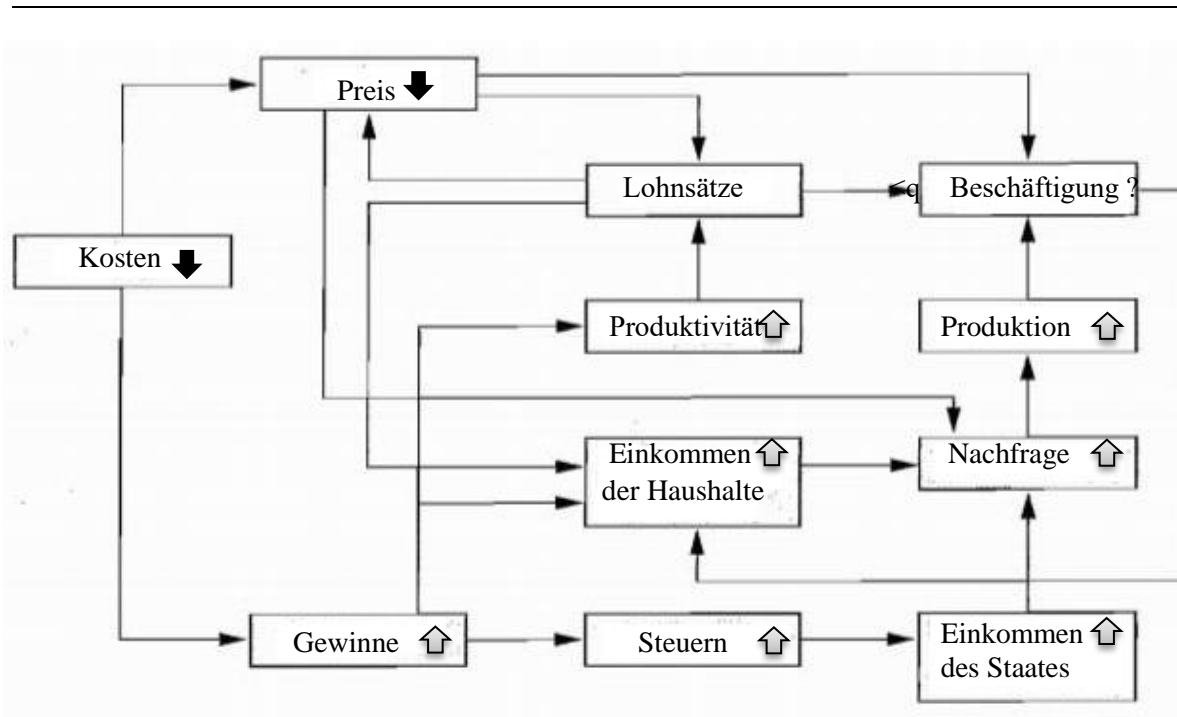 Preis
Lohnsätze
<q Beschäftigung ?
Kosten
Produktivität
Produktion
Einkommen
der Haushalte
Nachfrage
Gewinne
Steuern
Einkommen
des Staates